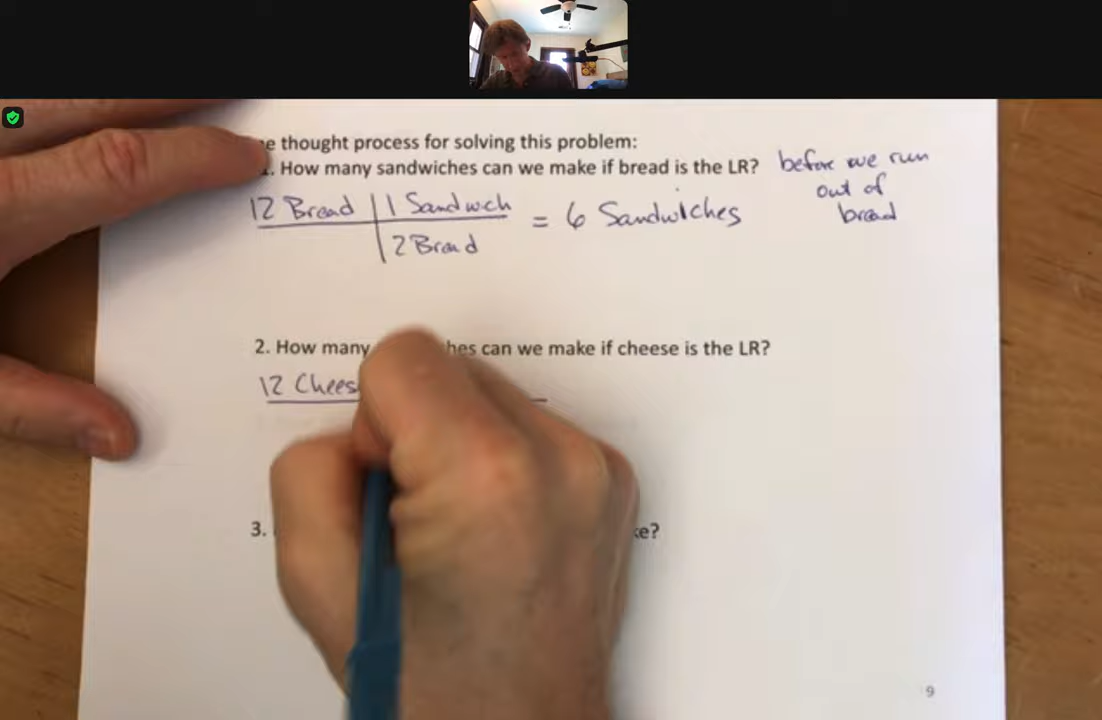 e thought process for solving this problem:
. How many sandwiches can we make if bread is the LR? before we run
out of
bread
12 Bread 1 Sandwich = 6 Sandwiches
2 Bread
2. How many hes can we make if cheese is the LR?
12 Chees
3. ke?
9